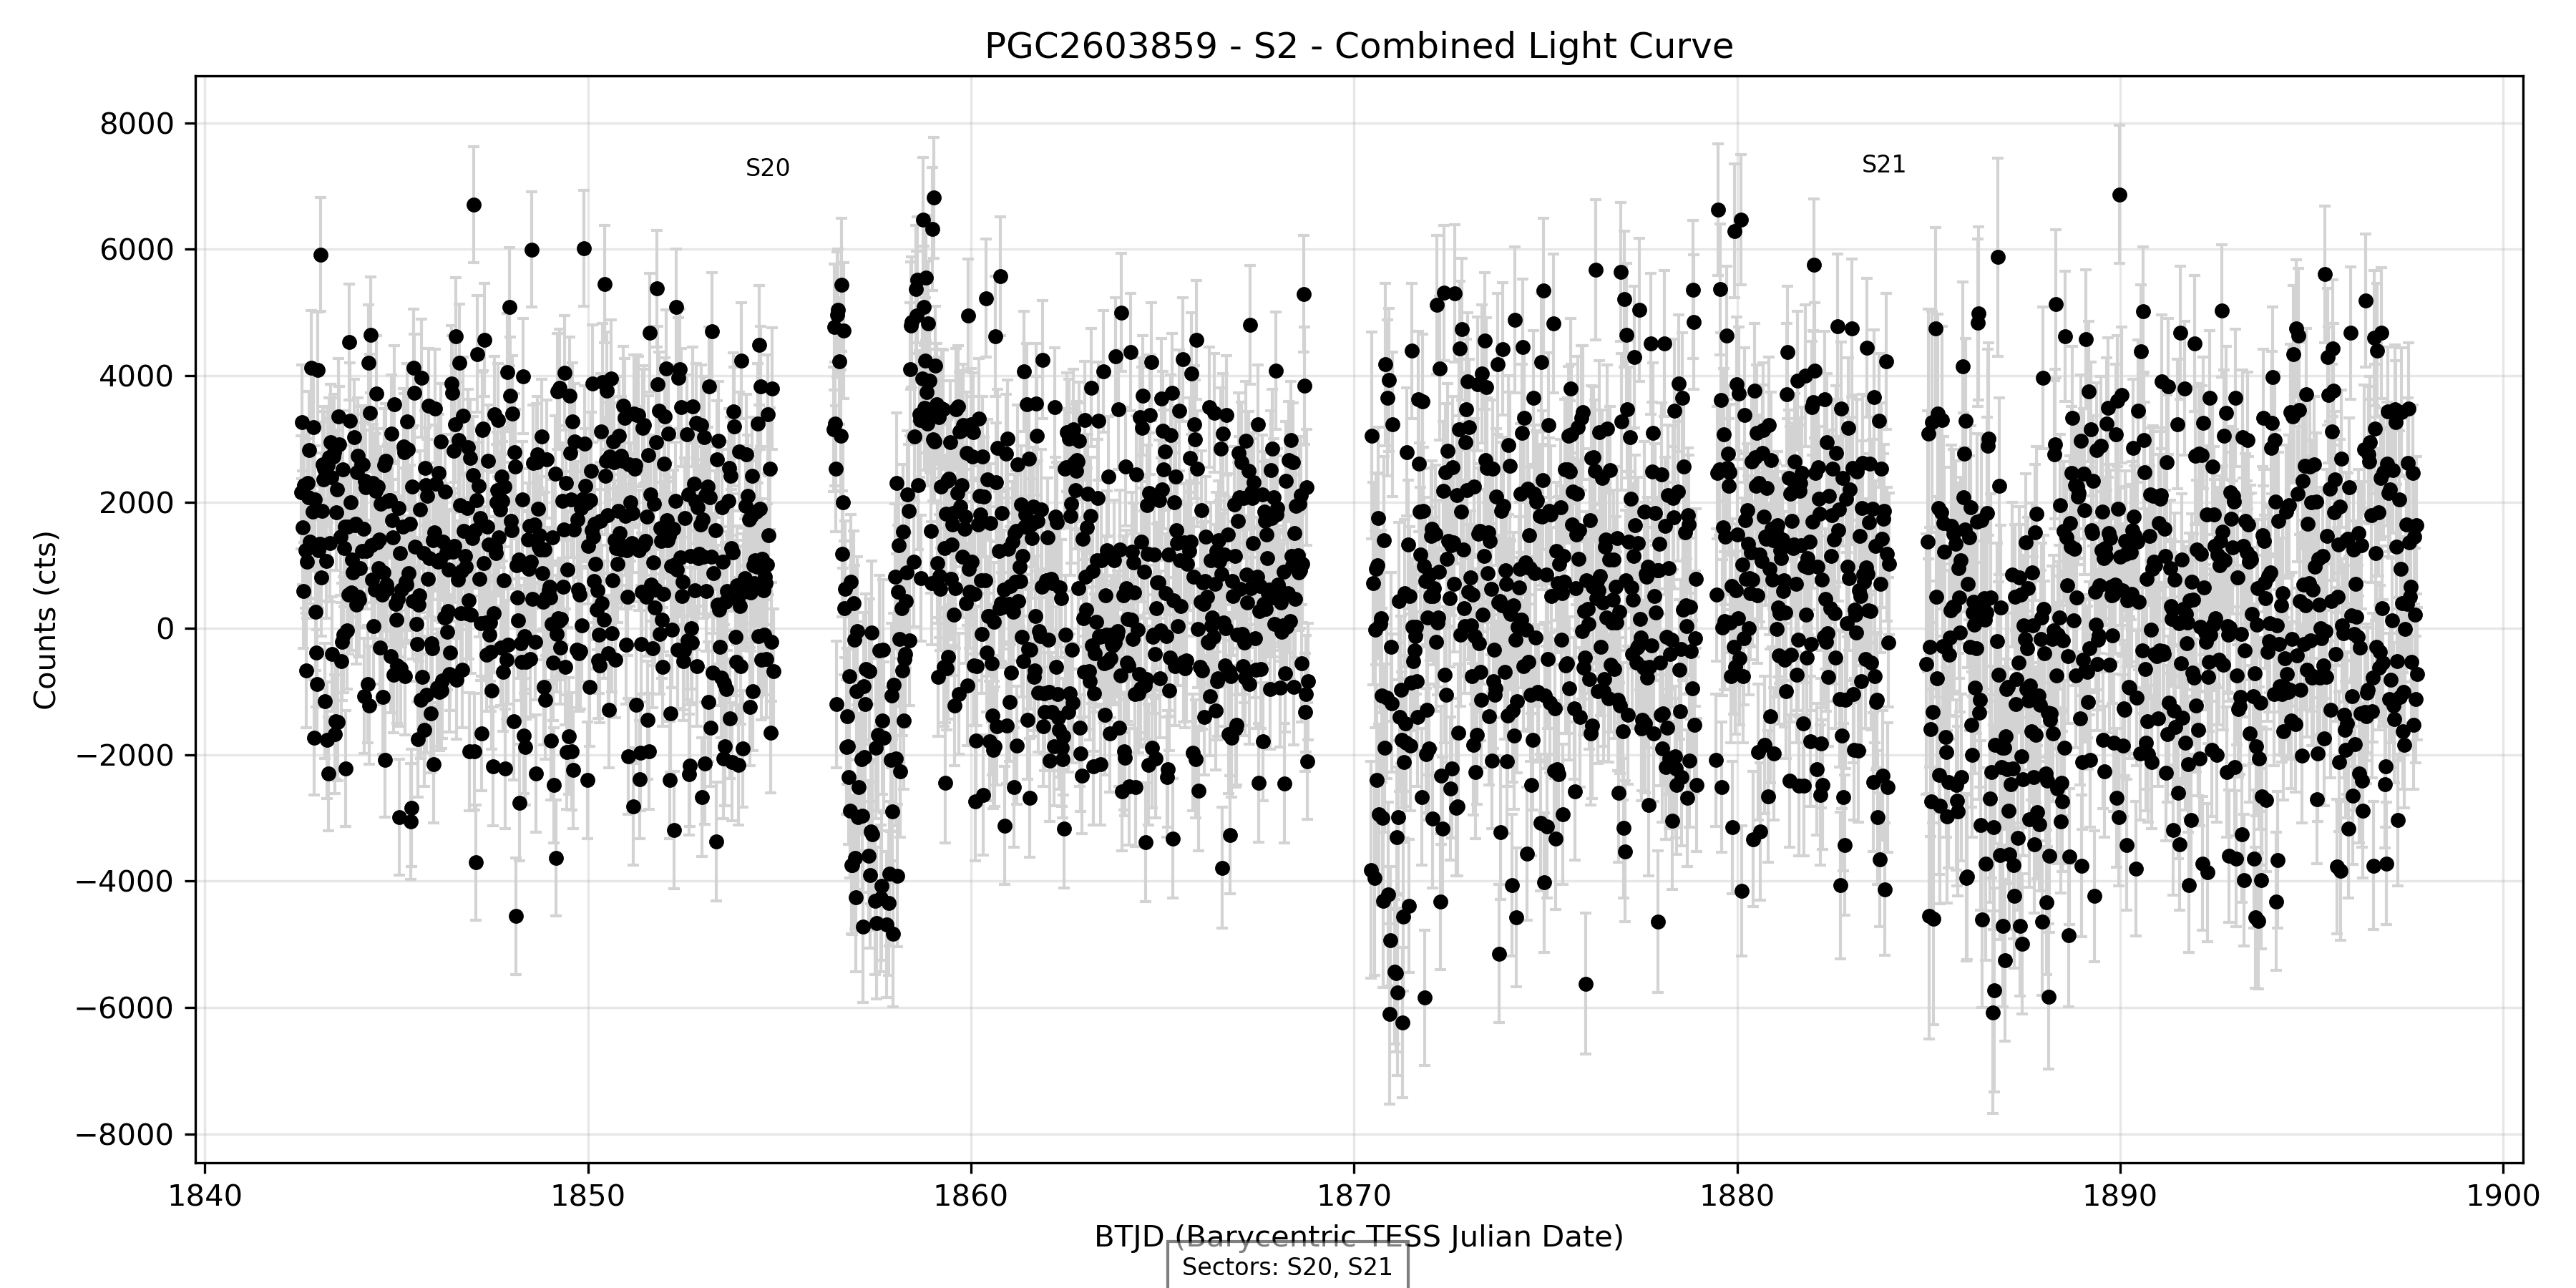 PGC2603859 - S2 - Combined Light Curve
S20
S21
8000
6000
4000
2000
0
−2000
−4000
−6000
−8000
Counts (cts)
1840
1850
1860
1870
1880
1890
1900
BTJD (Barycentric TESS Julian Date)
Sectors: S20, S21